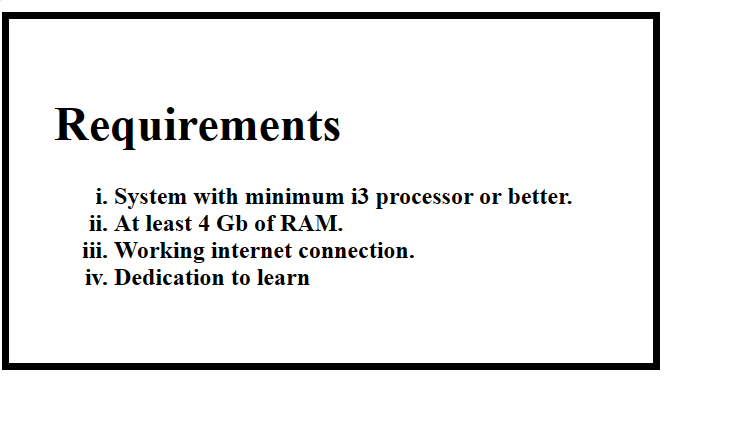 Requirements
i. System with minimum i3 processor or better.
ii. At least 4 Gb of RAM.
iii. Working internet connection.
iv. Dedication to learn